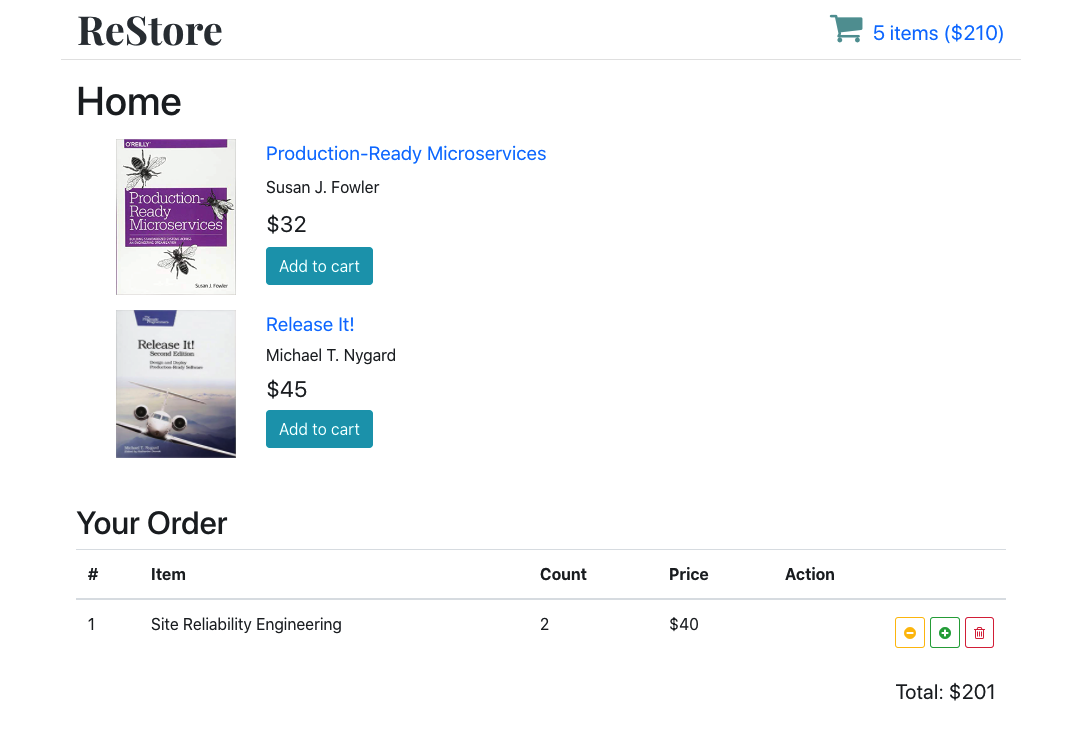 ReStore
5 items ($210)
Home
O'REILLY
Production-
Ready
Microservices
Susan J. Fowler
Production-Ready Microservices
Susan J. Fowler
$32
Add to cart
Release It!
Second Edition
Design and Deploy
Production-Ready Software
Michael T. Nygard
Release It!
Michael T. Nygard
$45
Add to cart
Your Order
# Item Count Price Action
1 Site Reliability Engineering 2 $40
Total: $201